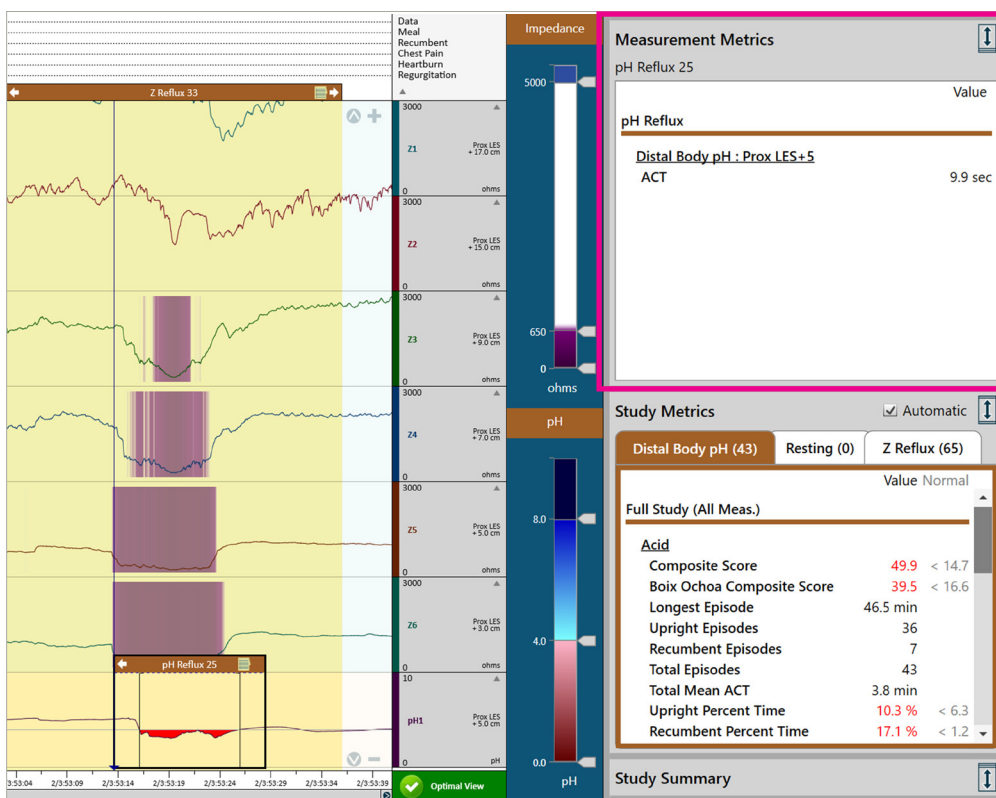 Data
Meal
Recumbent
Chest Pain
Heartburn
Regurgitation
Z Reflux 33
3000
Z1
Prox LES
+ 17.0 cm
0
ohms
3000
Z2
Prox LES
+ 15.0 cm
0
ohms
3000
Z3
Prox LES
+ 9.0 cm
0
ohms
3000
Z4
Prox LES
+ 7.0 cm
0
ohms
3000
Z5
Prox LES
+ 5.0 cm
0
ohms
3000
Z6
Prox LES
+ 3.0 cm
0
ohms
pH Reflux 25
10
pH1
Prox LES
+ 5.0 cm
0
pH
3:53:04 2/3:53:09 2/3:53:14 2/3:53:19 2/3:53:24 2/3:53:29 2/3:53:34 2/3:53:39
Optimal View
Impedance
5000
650
0
ohms
pH
8.0
4.0
0.0
pH
Measurement Metrics
pH Reflux 25
Value
pH Reflux
Distal Body pH : Prox LES+5
ACT 9.9 sec
Study Metrics Automatic
Distal Body pH (43) Resting (0) Z Reflux (65)
Value Normal
Full Study (All Meas.)
Acid
Composite Score 49.9 < 14.7
Boix Ochoa Composite Score 39.5 < 16.6
Longest Episode 46.5 min
Upright Episodes 36
Recumbent Episodes 7
Total Episodes 43
Total Mean ACT 3.8 min
Upright Percent Time 10.3 % < 6.3
Recumbent Percent Time 17.1 % < 1.2
Study Summary